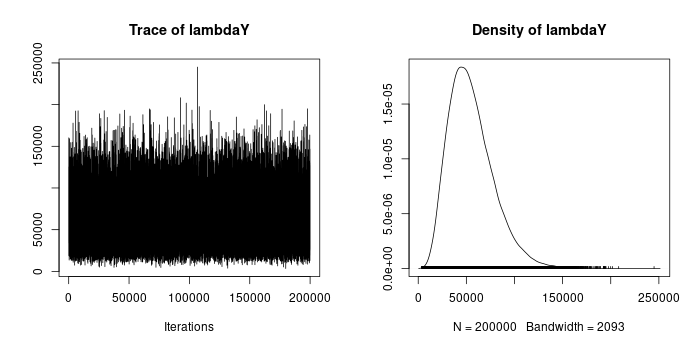 Trace of lambdaY
250000
150000
50000
0
0 50000 100000 150000 200000
Iterations
Density of lambdaY
1.5e-05
1.0e-05
5.0e-06
0.0e+00
0 50000 150000 250000
N = 200000 Bandwidth = 2093